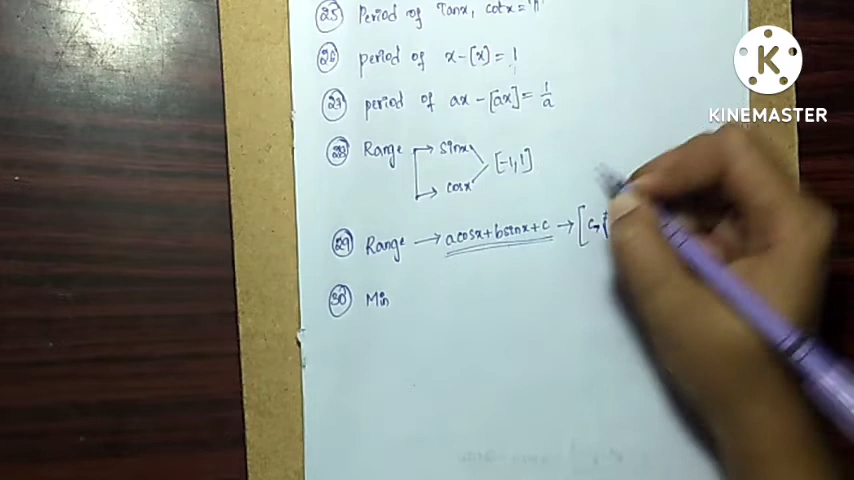 25 Period of Tanx, cotx = π
26 period of x-[x] = 1
27 period of ax-[ax] = 1/a
28 Range → sinx
→ cosx [-1, 1]
29 Range → acosx+bsinx+c → [c-
30 Min
K
KINEMASTER